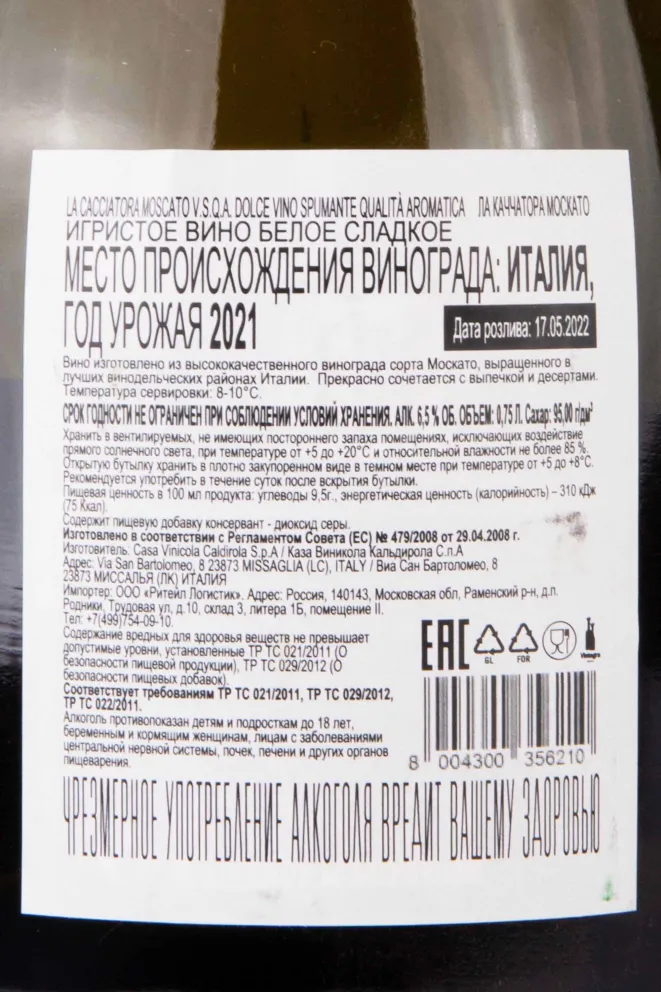 LA CACCIATORA MOSCATO V.S.Q.A. DOLCE VINO SPUMANTE QUALITÀ AROMATICA ЛА КАЧЧАТОРА МОСКАТО
ИГРИСТОЕ ВИНО БЕЛОЕ СЛАДКОЕ
МЕСТО ПРОИСХОЖДЕНИЯ ВИНОГРАДА: ИТАЛИЯ,
ГОД УРОЖАЯ 2021
Дата розлива: 17.05.2022
Вино изготовлено из высококачественного винограда сорта Москато, выращенного в
лучших винодельческих районах Италии. Прекрасно сочетается с выпечкой и десертами.
Температура сервировки: 8-10°С.
СРОК ГОДНОСТИ НЕ ОГРАНИЧЕН ПРИ СОБЛЮДЕНИИ УСЛОВИЙ ХРАНЕНИЯ. АЛК. 6,5 % ОБ. ОБЪЕМ: 0,75 Л. Сахар: 95,00 г/дм³
Хранить в вентилируемых, не имеющих постороннего запаха помещениях, исключающих воздействие
прямого солнечного света, при температуре от +5 до +20°С и относительной влажности не более 85 %.
Открытую бутылку хранить в плотно закупоренном виде в темном месте при температуре от +5 до +8°С.
Рекомендуется употребить в течение суток после вскрытия бутылки.
Пищевая ценность в 100 мл продукта: углеводы 9,5г., энергетическая ценность (калорийность) – 310 кДж
(75 Ккал).
Содержит пищевую добавку консервант - диоксид серы.
Изготовлено в соответствии с Регламентом Совета (ЕС) № 479/2008 от 29.04.2008 г.
Изготовитель: Casa Vinicola Caldirola S.p.A / Каза Виникола Кальдирола С.п.А
Адрес: Via San Bartolomeo, 8 23873 MISSAGLIA (LC), ITALY / Виа Сан Бартоломео, 8
23873 МИССАЛЬЯ (ЛК) ИТАЛИЯ
Импортер: ООО «Ритейл Логистик». Адрес: Россия, 140143, Московская обл, Раменский р-н, д.п.
Родники, Трудовая ул, д.10, склад 3, литера 1Б, помещение II.
Тел: +7(499)754-09-10.
Содержание вредных для здоровья веществ не превышает
допустимые уровни, установленные ТР ТС 021/2011 (О
безопасности пищевой продукции), ТР ТС 029/2012 (О
безопасности пищевых добавок).
Соответствует требованиям ТР ТС 021/2011, ТР ТС 029/2012,
ТР ТС 022/2011.
Алкоголь противопоказан детям и подросткам до 18 лет,
беременным и кормящим женщинам, лицам с заболеваниями
центральной нервной системы, почек, печени и других органов
пищеварения.
EAC
GL
FOR
8 004300 356210
ЧРЕЗМЕРНОЕ УПОТРЕБЛЕНИЕ АЛКОГОЛЯ ВРЕДИТ ВАШЕМУ ЗДОРОВЬЮ